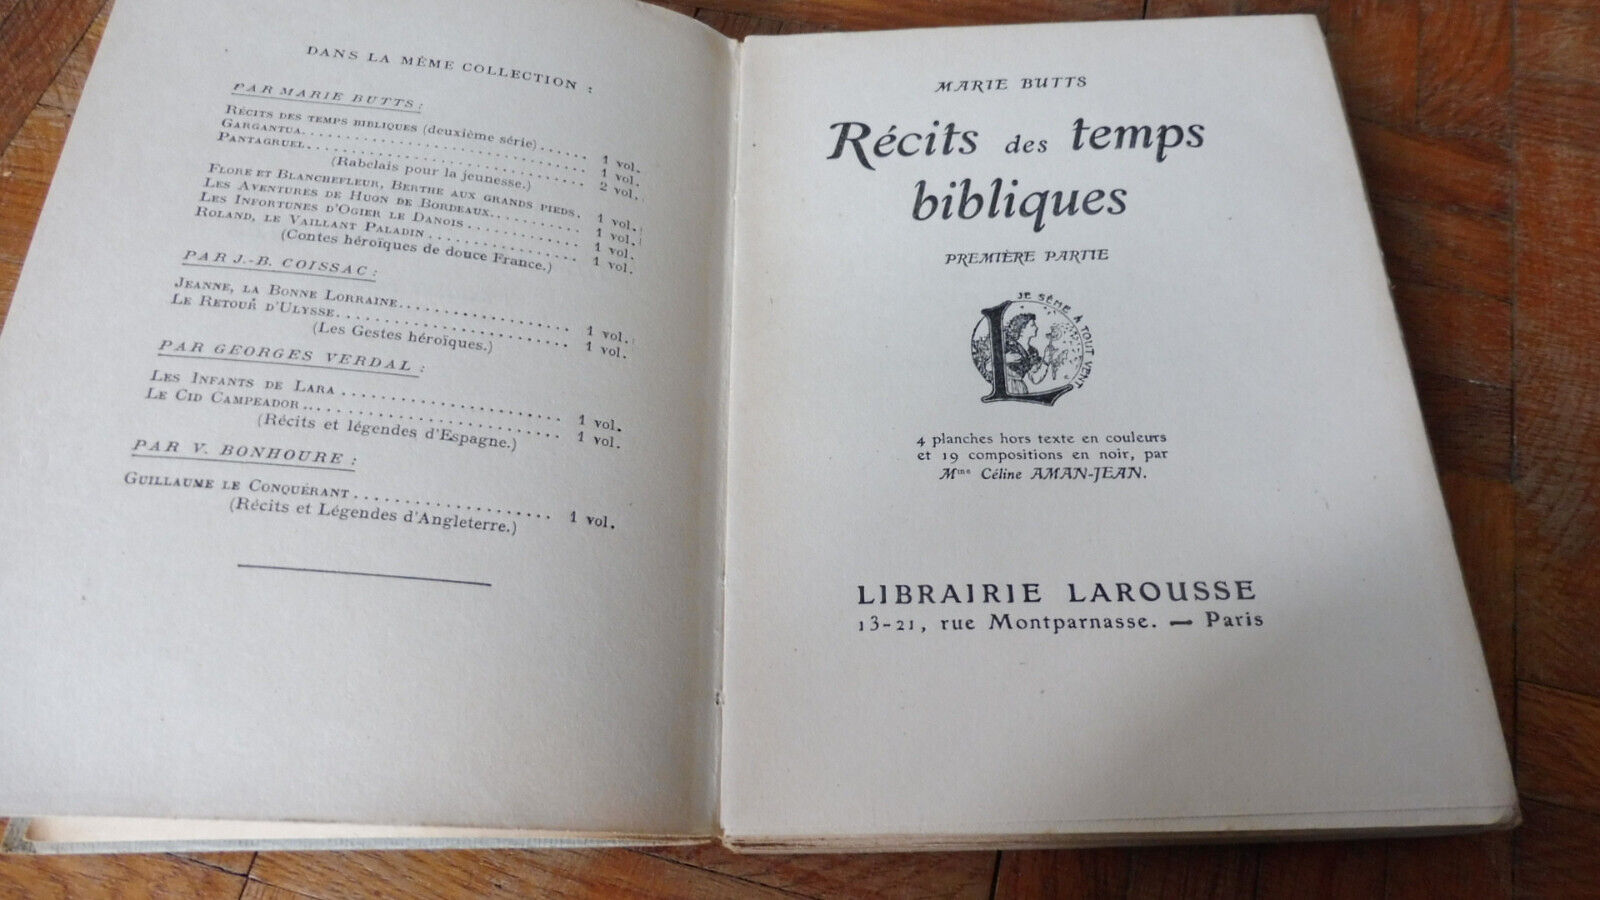 DANS LA MÊME COLLECTION :
PAR MARIE BUTTS :
RÉCITS DES TEMPS BIBLIQUES (deuxième série)...... 1 vol.
GARGANTUA........................ 1 vol.
PANTAGRUEL........................ 2 vol.
(Rabelais pour la jeunesse.)
FLORE ET BLANCHEFLEUR, BERTHE AUX GRANDS PIEDS. 1 vol.
LES AVENTURES DE HUON DE BORDEAUX......... 1 vol.
LES INFORTUNES D'OGIER LE DANOIS........... 1 vol.
ROLAND, LE VAILLANT PALADIN.............. 1 vol.
(Contes héroïques de douce France.)
PAR J.-B. COISSAC :
JEANNE, LA BONNE LORRAINE................. 1 vol.
LE RETOUR D'ULYSSE........................ 1 vol.
(Les Gestes héroïques.)
PAR GEORGES VERDAL :
LES INFANTS DE LARA .................... 1 vol.
LE CID CAMPEADOR....................... 1 vol.
(Récits et légendes d'Espagne.)
PAR V. BONHOURE :
GUILLAUME LE CONQUÉRANT................ 1 vol.
(Récits et Légendes d'Angleterre.)
MARIE BUTTS
Récits des temps
bibliques
PREMIÈRE PARTIE
JE SÈME À TOUT VENT
L
4 planches hors texte en couleurs
et 19 compositions en noir, par
Mme Céline AMAN-JEAN.
LIBRAIRIE LAROUSSE
13-21, rue Montparnasse. — Paris